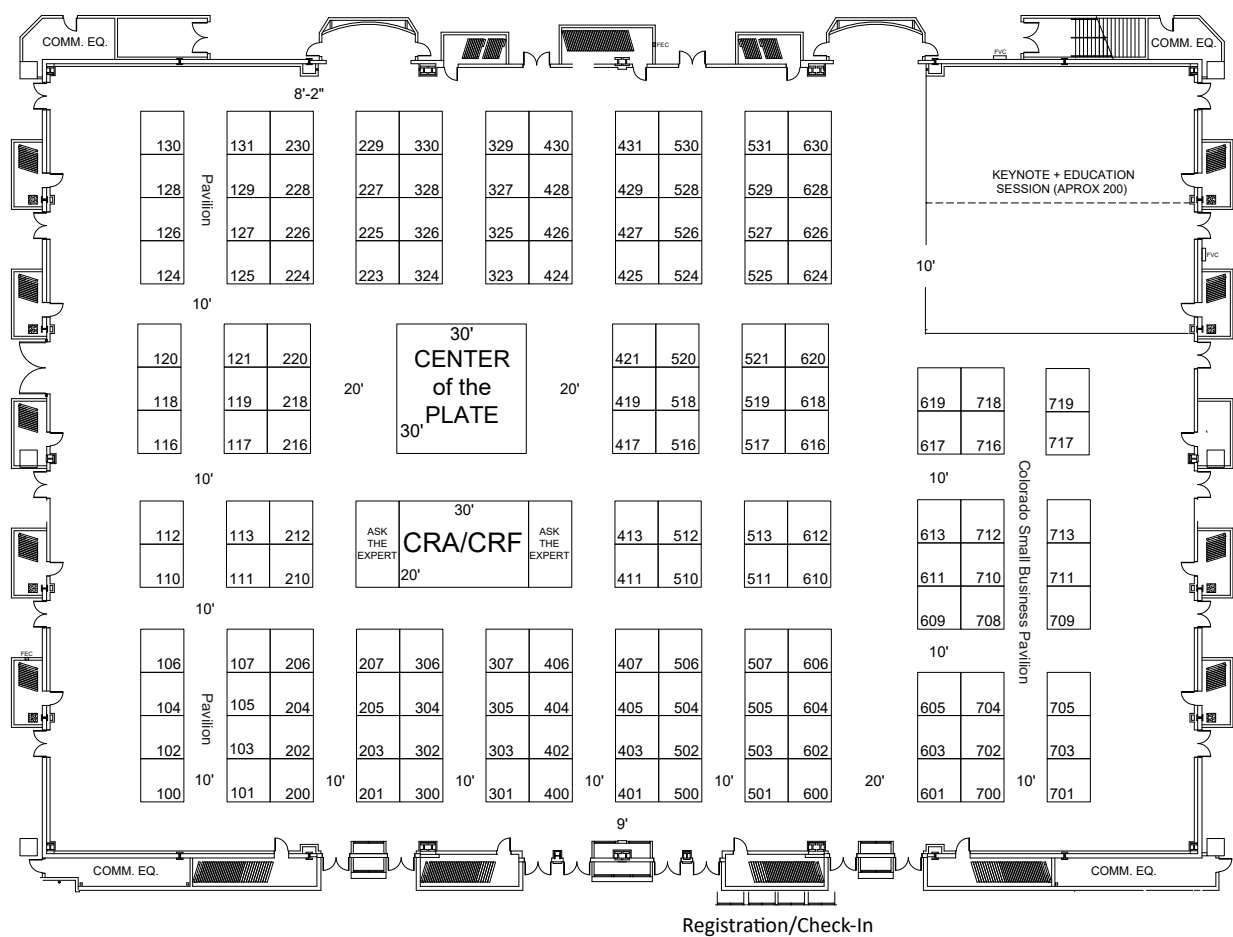 COMM. EQ.
COMM. EQ.
FEC
FVC
8'-2"
130 131 230 229 330 329 430 431 530 531 630
Pavilion
128 129 228 227 328 327 428 429 528 529 628
KEYNOTE + EDUCATION
SESSION (APROX 200)
126 127 226 225 326 325 426 427 526 527 626
FVC
10'
124 125 224 223 324 323 424 425 524 525 624
10'
30'
CENTER
of the
PLATE
30'
120 121 220 421 520 521 620
20' 20'
118 119 218 419 518 519 618 619 718 719
116 117 216 417 516 517 616 617 716 717
10' 10'
Colorado Small Business Pavilion
30'
ASK
THE
EXPERT
CRA/CRF
ASK
THE
EXPERT
20'
112 113 212 413 512 513 612 613 712 713
110 111 210 411 510 511 610 611 710 711
10'
609 708 709
10'
FEC
106 107 206 207 306 307 406 407 506 507 606
Pavilion
104 105 204 205 304 305 404 405 504 505 604 605 704 705
102 103 202 203 302 303 402 403 502 503 602 603 702 703
10' 10' 10' 10' 10' 20' 10'
100 101 200 201 300 301 400 401 500 501 600 601 700 701
9'
COMM. EQ.
COMM. EQ.
Registration/Check-In